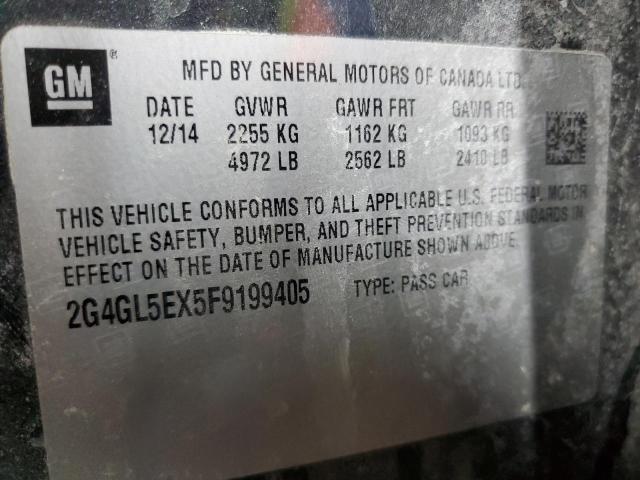 GM ®
MFD BY GENERAL MOTORS OF CANADA LTD.
DATE GVWR GAWR FRT GAWR RR
12/14 2255 KG 1162 KG 1093 KG
4972 LB 2562 LB 2410 LB
THIS VEHICLE CONFORMS TO ALL APPLICABLE U.S. FEDERAL MOTOR
VEHICLE SAFETY, BUMPER, AND THEFT PREVENTION STANDARDS IN
EFFECT ON THE DATE OF MANUFACTURE SHOWN ABOVE.
2G4GL5EX5F9199405 TYPE: PASS CAR